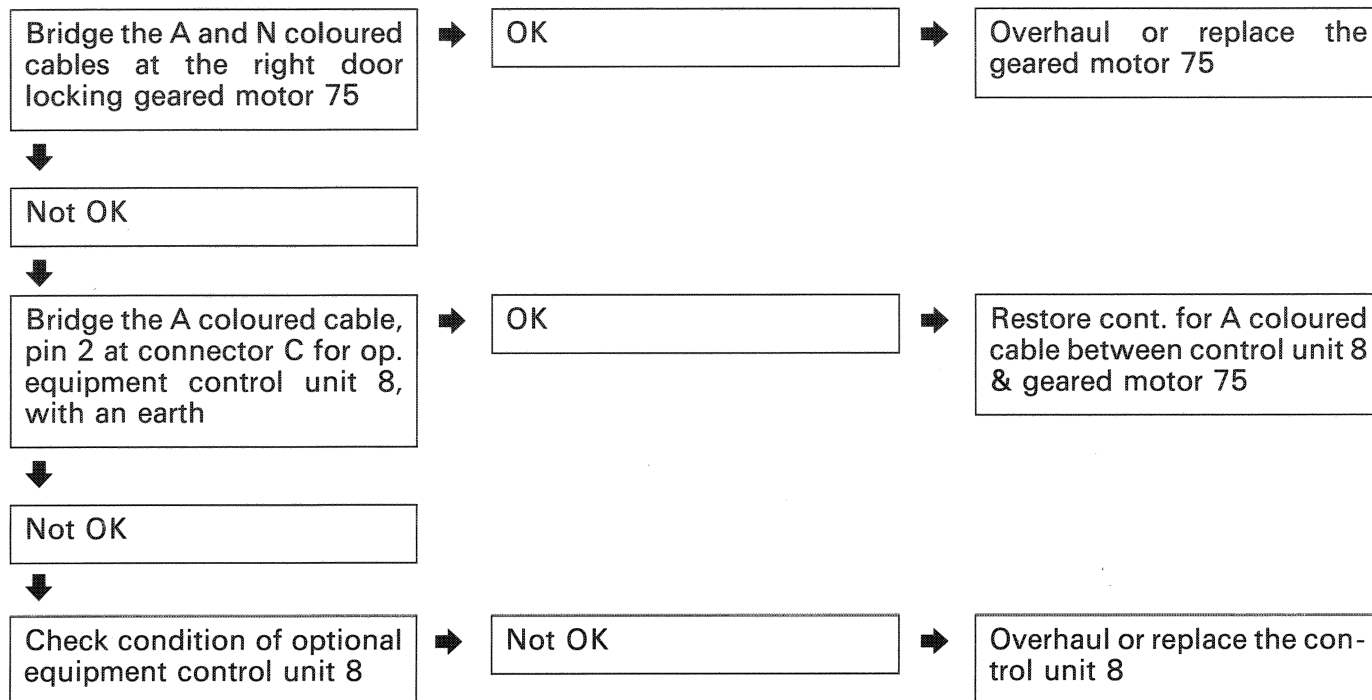 Bridge the A and N coloured
cables at the right door
locking geared motor 75
OK
Overhaul or replace the
geared motor 75
Not OK
Bridge the A coloured cable,
pin 2 at connector C for op.
equipment control unit 8,
with an earth
OK
Restore cont. for A coloured
cable between control unit 8
& geared motor 75
Not OK
Check condition of optional
equipment control unit 8
Not OK
Overhaul or replace the con-
trol unit 8